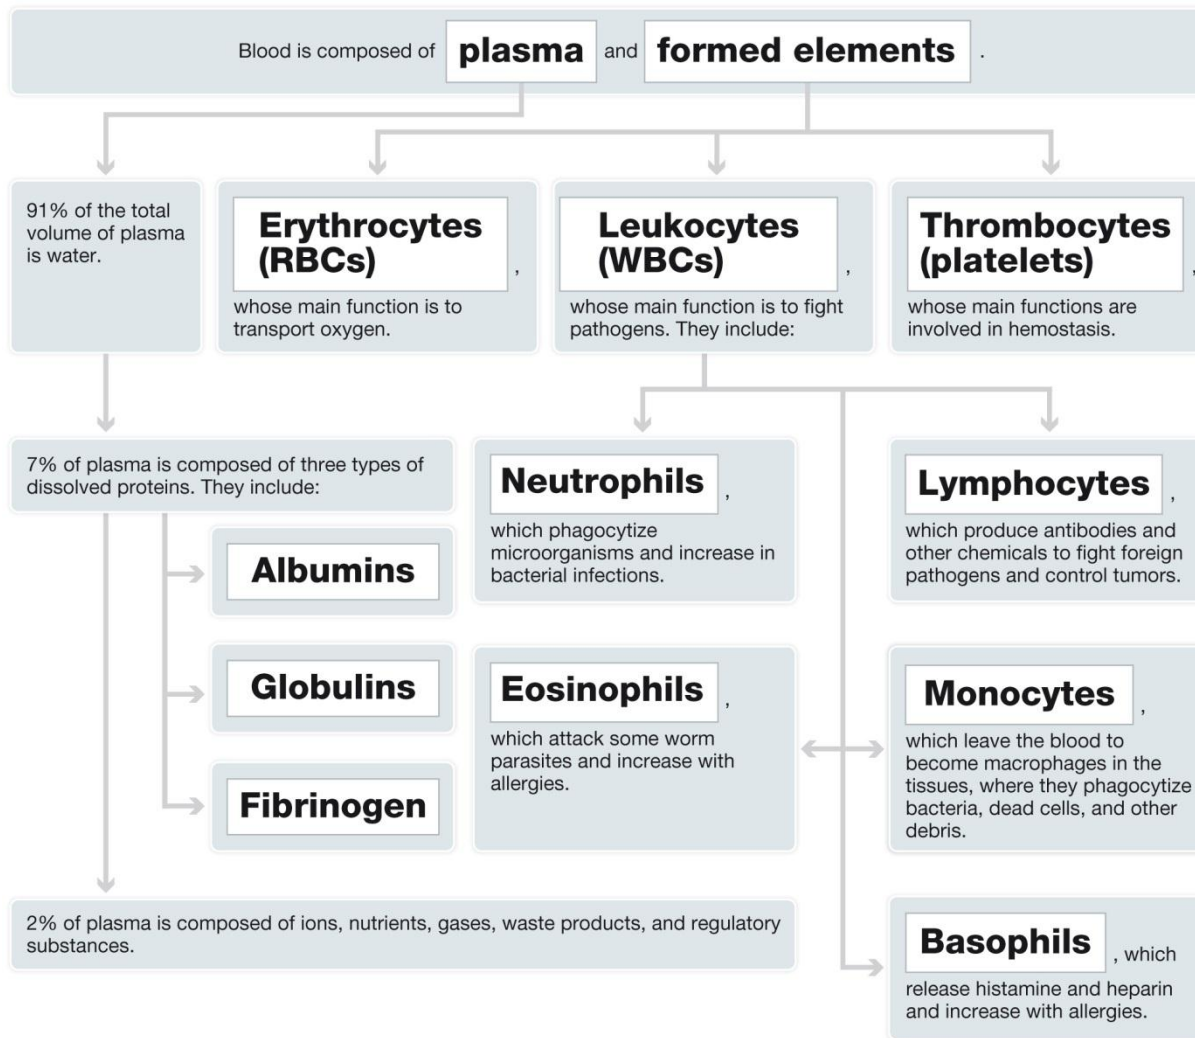 Blood is composed of plasma and formed elements .
91% of the total
volume of plasma
is water.
Erythrocytes
(RBCs) ,
whose main function is to
transport oxygen.
Leukocytes
(WBCs) ,
whose main function is to fight
pathogens. They include:
Thrombocytes
(platelets) ,
whose main functions are
involved in hemostasis.
7% of plasma is composed of three types of
dissolved proteins. They include:
Albumins
Globulins
Fibrinogen
2% of plasma is composed of ions, nutrients, gases, waste products, and regulatory
substances.
Neutrophils ,
which phagocytize
microorganisms and increase in
bacterial infections.
Lymphocytes ,
which produce antibodies and
other chemicals to fight foreign
pathogens and control tumors.
Eosinophils ,
which attack some worm
parasites and increase with
allergies.
Monocytes ,
which leave the blood to
become macrophages in the
tissues, where they phagocytize
bacteria, dead cells, and other
debris.
Basophils , which
release histamine and heparin
and increase with allergies.